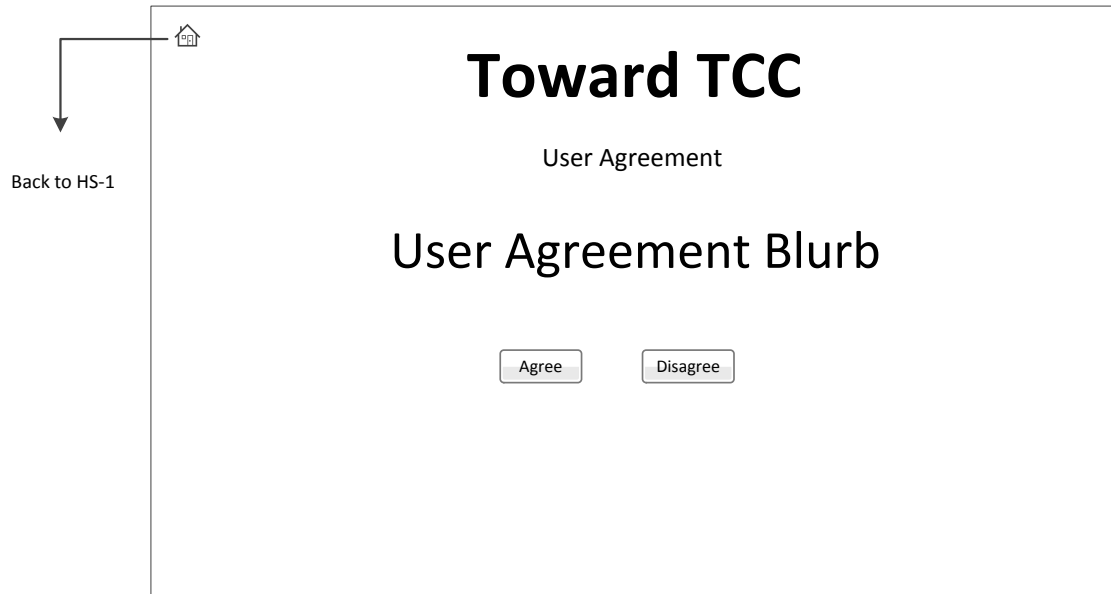 Toward TCC
User Agreement
Back to HS-1
User Agreement Blurb
Agree
Disagree